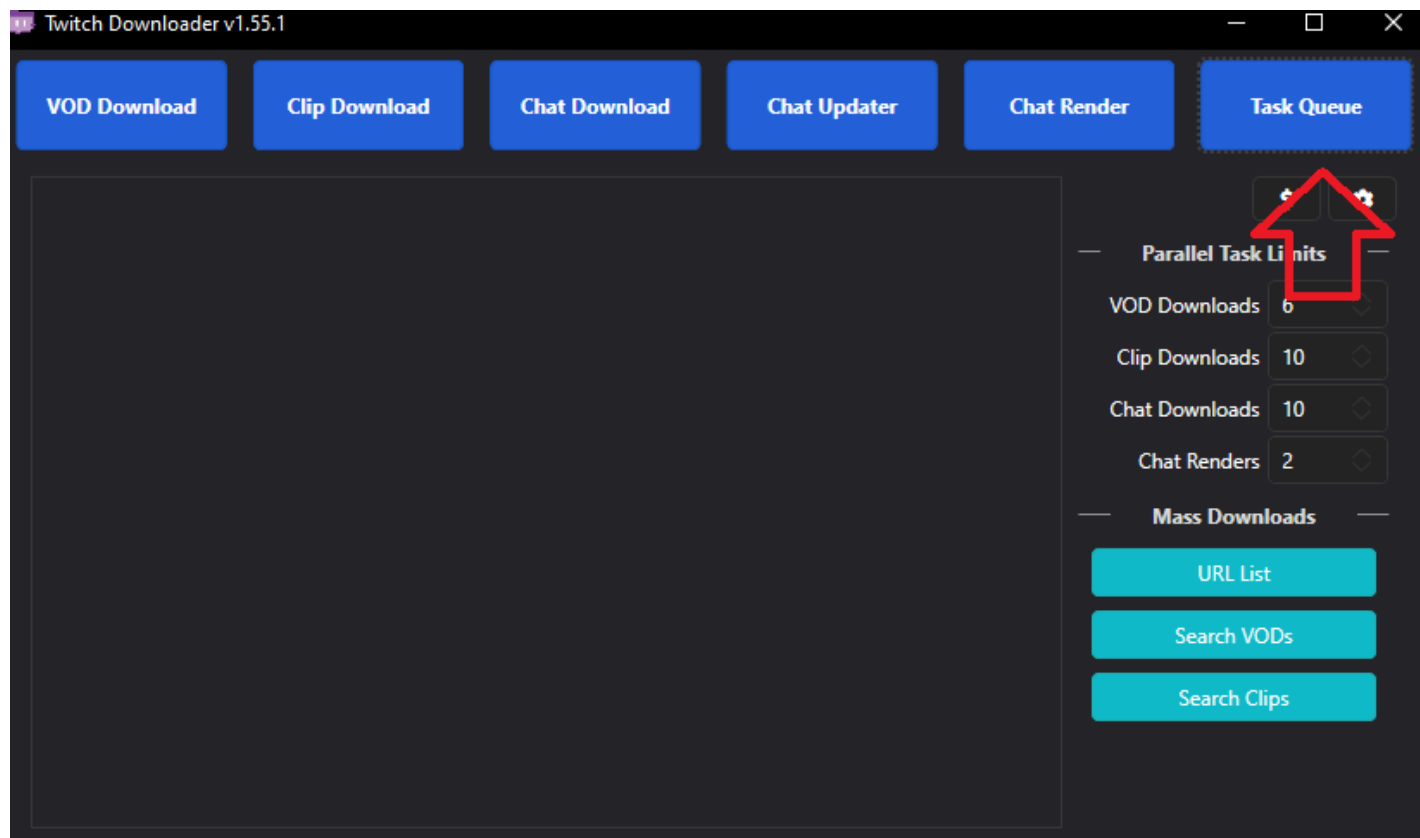 Twitch Downloader v1.55.1
VOD Download
Clip Download
Chat Download
Chat Updater
Chat Render
Task Queue
Parallel Task Limits
VOD Downloads 6
Clip Downloads 10
Chat Downloads 10
Chat Renders 2
Mass Downloads
URL List
Search VODs
Search Clips